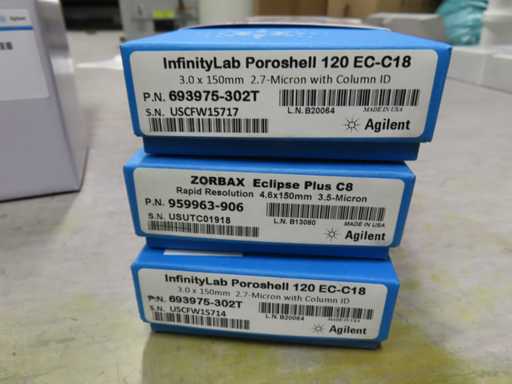 InfinityLab Poroshell 120 EC-C18
3.0 x 150mm 2.7-Micron with Column ID
P.N. 693975-302T
S.N. USCFW15717
L.N. B20064
MADE IN USA
Agilent
ZORBAX Eclipse Plus C8
Rapid Resolution 4.6x150mm 3.5-Micron
P.N. 959963-906
S.N. USUTC01918
L.N. B13080
MADE IN USA
Agilent
InfinityLab Poroshell 120 EC-C18
3.0 x 150mm 2.7-Micron with Column ID
P.N. 693975-302T
S.N. USCFW15714
L.N. B20064
MADE IN USA
Agilent